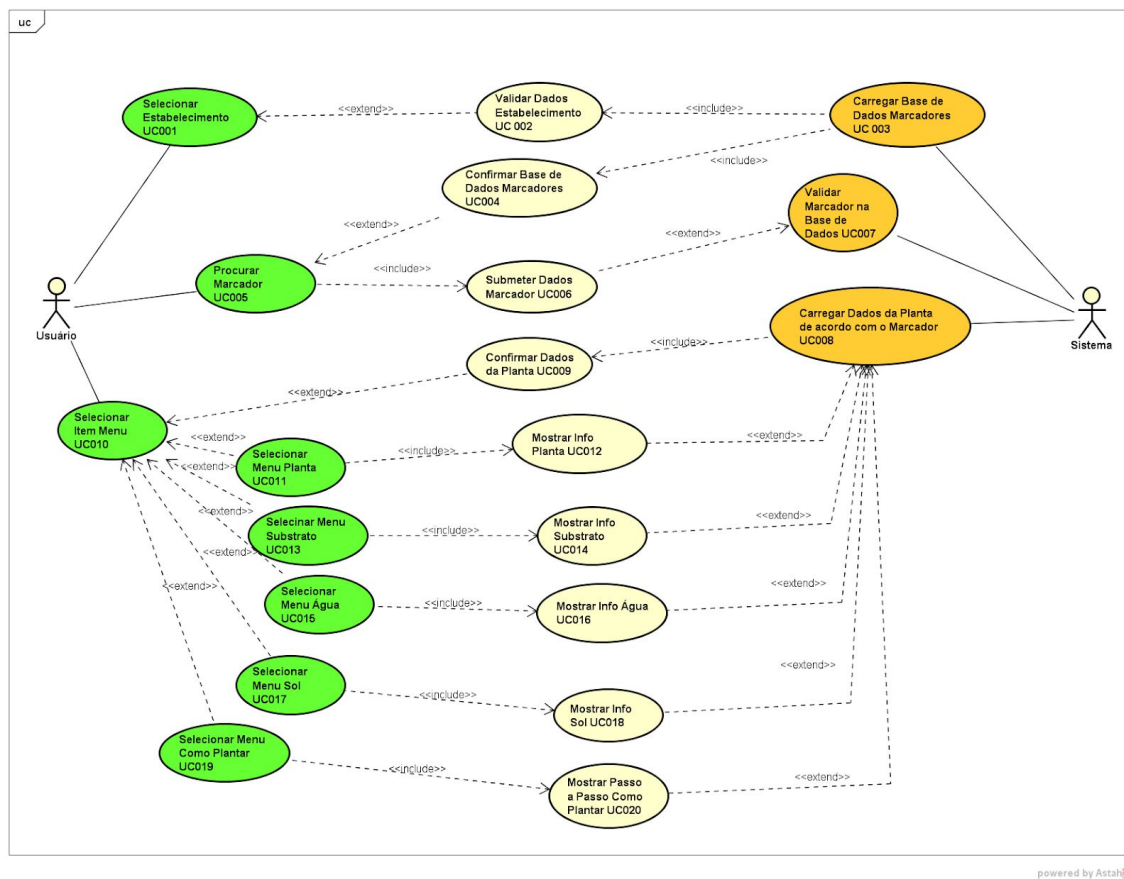 uc
Selecionar
Estabelecimento
UC001
<<extend>>
Validar Dados
Estabelecimento
UC 002
<<include>>
Carregar Base de
Dados Marcadores
UC 003
<<include>>
Confirmar Base de
Dados Marcadores
UC004
Validar
Marcador na
Base de
Dados UC007
<<extend>>
<<extend>>
Procurar
Marcador
UC005
<<include>>
Submeter Dados
Marcador UC006
Usuário
Carregar Dados da Planta
de acordo com o Marcador
UC008
Sistema
<<include>>
Confirmar Dados
da Planta UC009
<<extend>>
Selecionar
Item Menu
UC010
<<extend>>
Selecionar
Menu Planta
UC011
<<include>>
Mostrar Info
Planta UC012
<<extend>>
<<extend>>
Selecinar Menu
Substrato
UC013
<<include>>
Mostrar Info
Substrato
UC014
<<extend>>
<<extend>>
<<extend>>
Selecionar
Menu Água
UC015
<<include>>
Mostrar Info Água
UC016
<<extend>>
<<extend>>
Selecionar
Menu Sol
UC017
<<include>>
Mostrar Info
Sol UC018
<<extend>>
Selecionar Menu
Como Plantar
UC019
<<include>>
Mostrar Passo
a Passo Como
Plantar UC020
<<extend>>
powered by Astah